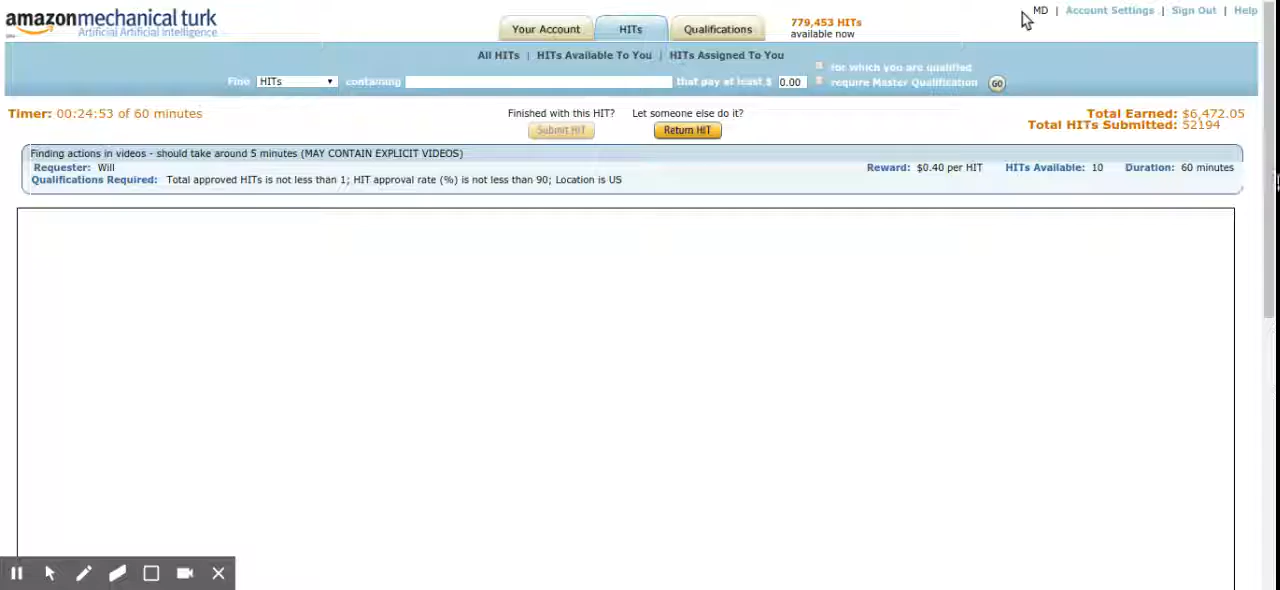 amazonmechanical turk
Artificial Artificial Intelligence
Your Account
HITs
Qualifications
779,453 HITs
available now
MD | Account Settings | Sign Out | Help
All HITs | HITs Available To You | HITs Assigned To You
Find HITs containing that pay at least $ 0.00
for which you are qualified
require Master Qualification
GO
Timer: 00:24:53 of 60 minutes
Finished with this HIT? Let someone else do it?
Submit HIT Return HIT
Total Earned: $6,472.05
Total HITs Submitted: 52194
Finding actions in videos - should take around 5 minutes (MAY CONTAIN EXPLICIT VIDEOS)
Requester: Will
Reward: $0.40 per HIT HITs Available: 10 Duration: 60 minutes
Qualifications Required: Total approved HITs is not less than 1; HIT approval rate (%) is not less than 90; Location is US